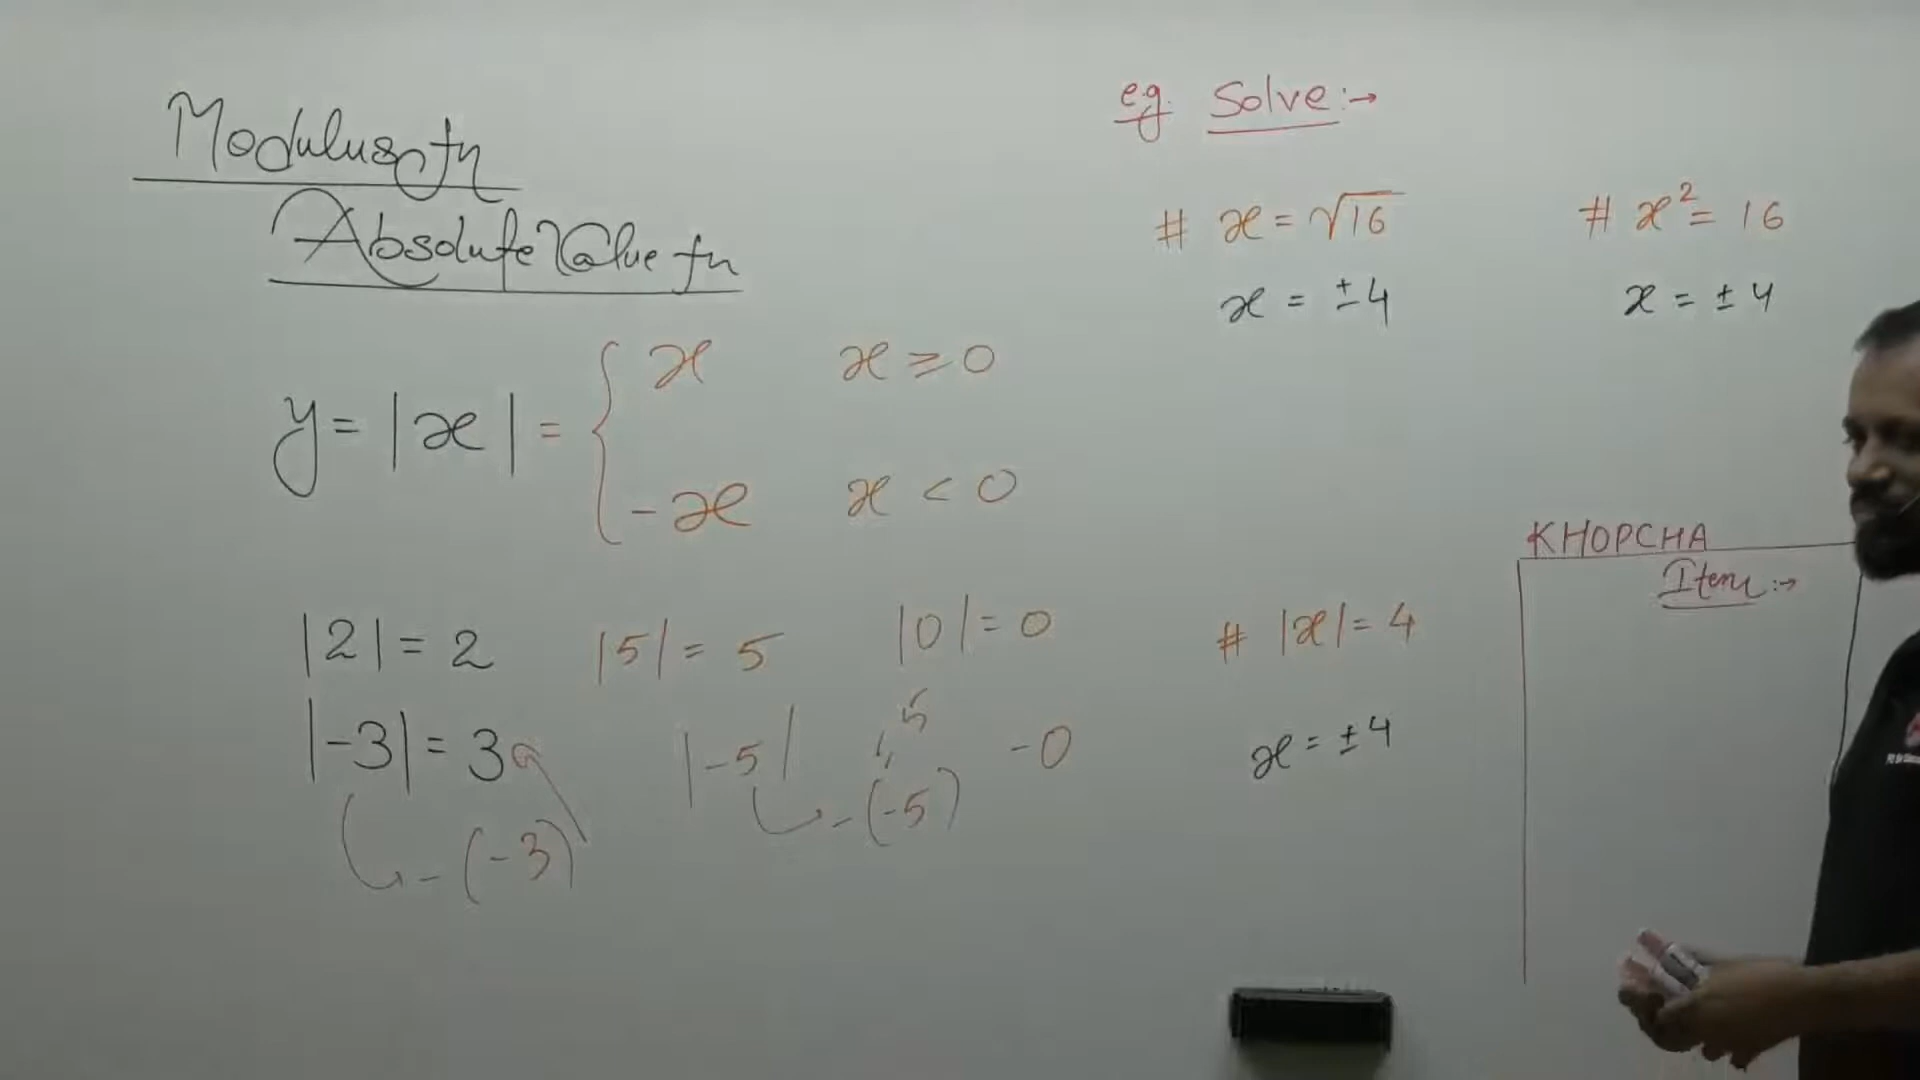 Modulus fn
Absolute Value fn
y = |x| = { x x ≥ 0
-x x < 0
|2| = 2 |5| = 5 |0| = 0
|-3| = 3 |-5| 5 -0
-(-3) -(-5)
e.g. Solve :→
# x = √16 # x² = 16
x = ±4 x = ±4
# |x| = 4
x = ±4
KHOPCHA
Item :→